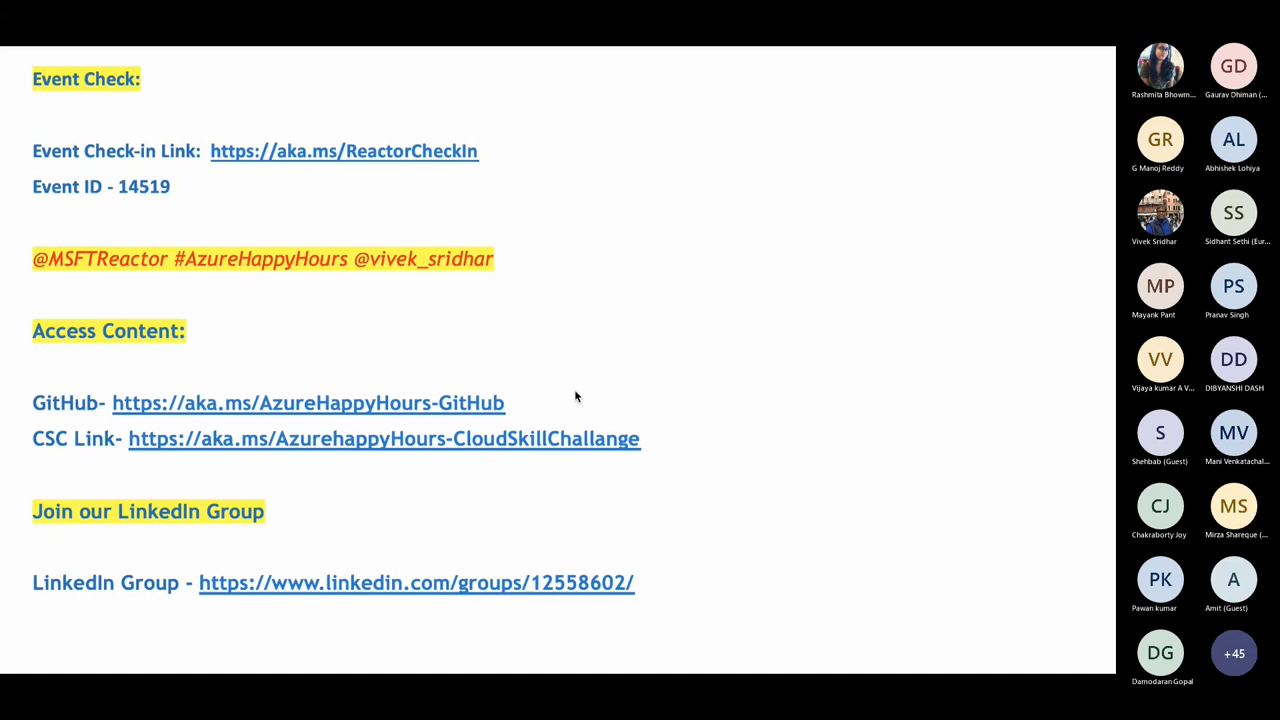 Event Check:
Event Check-in Link: https://aka.ms/ReactorCheckIn
Event ID - 14519
@MSFTReactor #AzureHappyHours @vivek_sridhar
Access Content:
GitHub- https://aka.ms/AzureHappyHours-GitHub
CSC Link- https://aka.ms/AzurehappyHours-CloudSkillChallange
Join our LinkedIn Group
LinkedIn Group - https://www.linkedin.com/groups/12558602/
GD
Rashmita Bhowm... Gaurav Dhiman (...
GR AL
G Manoj Reddy Abhishek Lohiya
SS
Vivek Sridhar Sidhant Sethi (Eur...
MP PS
Mayank Pant Pranav Singh
VV DD
Vijaya kumar A V... DIBYANSHI DASH
S MV
Shehbab (Guest) Mani Venkatachal...
CJ MS
Chakraborty Joy Mirza Shareque (...
PK A
Pawan kumar Amit (Guest)
DG +45
Damodaran Gopal